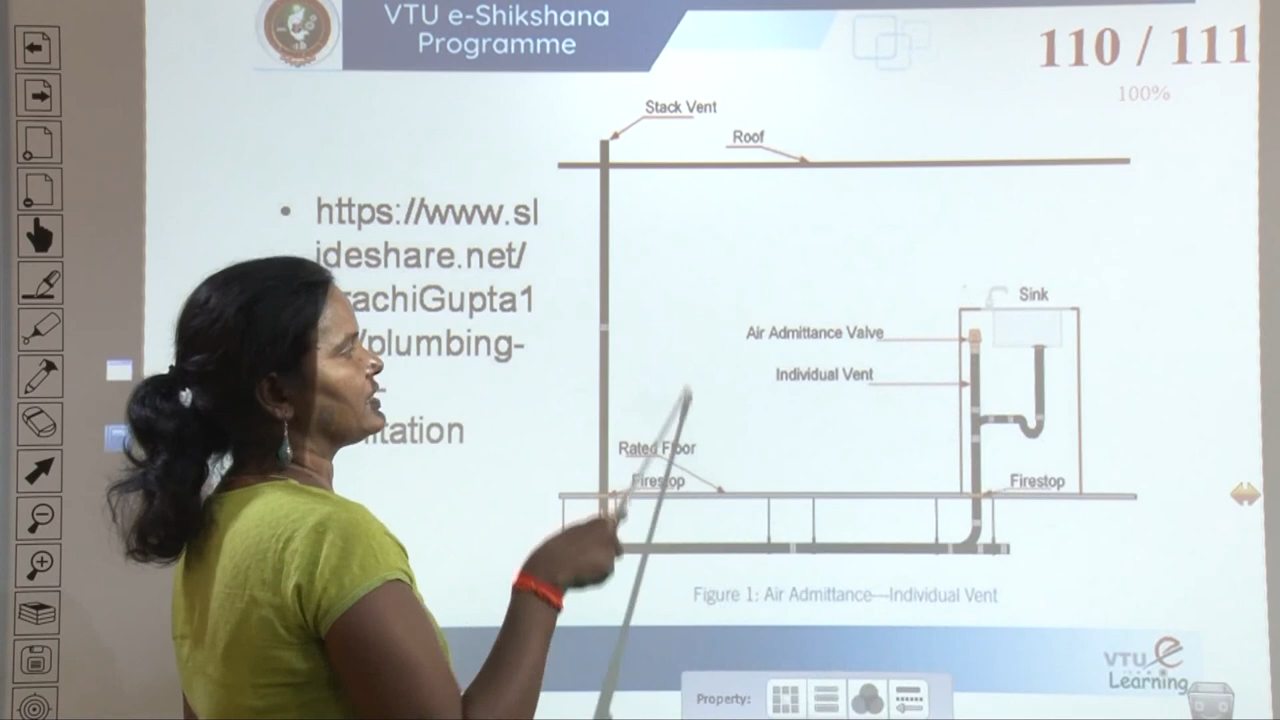 VTU e-Shikshana
Programme
110 / 111
100%
Stack Vent
Roof
• https://www.sl
ideshare.net/
rachiGupta1
/plumbing-
itation
Sink
Air Admittance Valve
Individual Vent
Rated Floor
Firestop
Firestop
Figure 1: Air Admittance—Individual Vent
VTU e
Learning
Property: